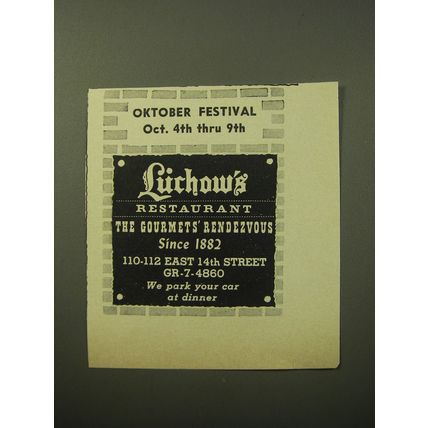 OKTOBER FESTIVAL
Oct. 4th thru 9th
Lüchow's
RESTAURANT
THE GOURMETS' RENDEZVOUS
Since 1882
110-112 EAST 14th STREET
GR-7-4860
We park your car
at dinner